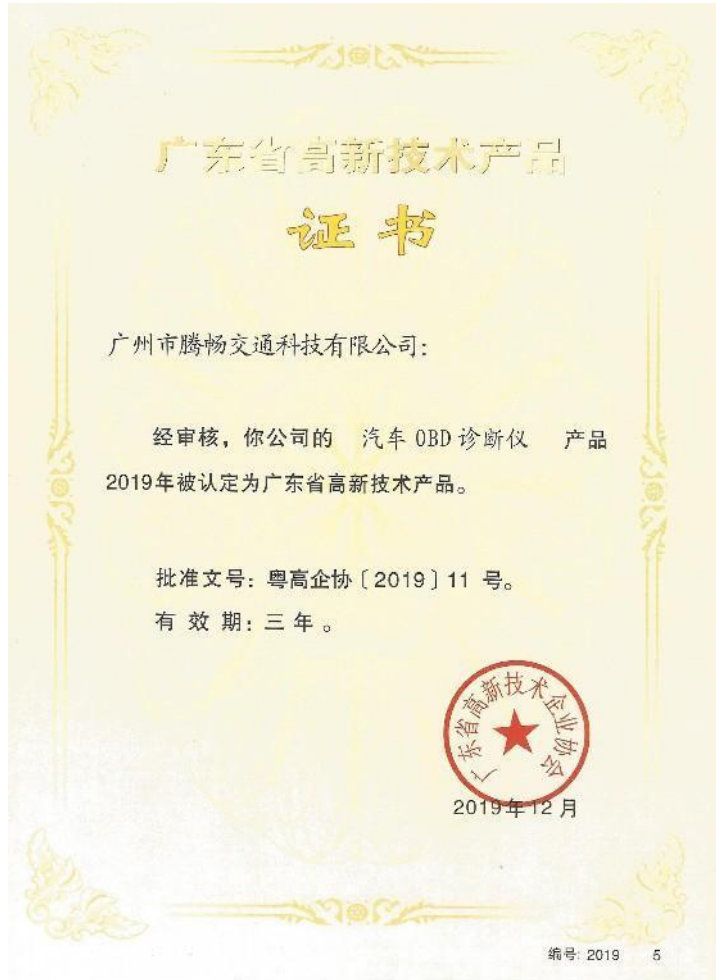 广东省高新技术产品
证书
广州市腾畅交通科技有限公司:
经审核，你公司的 汽车OBD诊断仪 产品
2019年被认定为广东省高新技术产品。
批准文号：粤高企协〔2019〕11 号。
有 效 期：三 年 。
广东省高新技术企业协会
2019年12月
编号: 2019 5